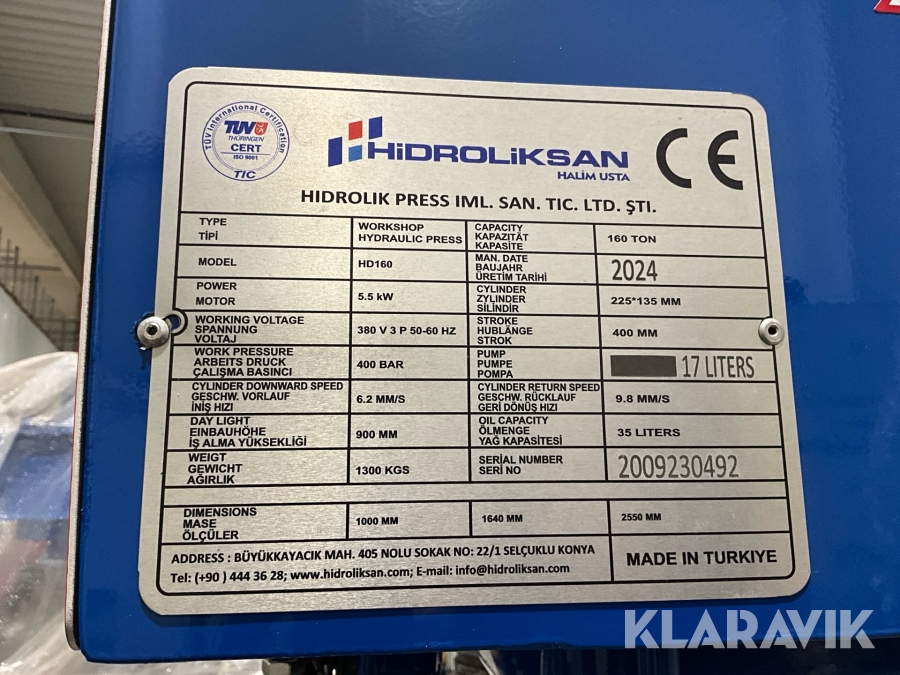 TÜV International Certification
TÜV
THÜRINGEN
CERT
ISO 9001
TIC
HiDROLiKSAN
HALİM USTA
CE
HIDROLIK PRESS IML. SAN. TIC. LTD. ŞTI.
TYPE
TİPİ
WORKSHOP
HYDRAULIC PRESS
CAPACITY
KAPAZITÄT
KAPASİTE
160 TON
MODEL
HD160
MAN. DATE
BAUJAHR
ÜRETİM TARİHİ
2024
POWER
MOTOR
5.5 kW
CYLINDER
ZYLINDER
SİLİNDİR
225*135 MM
WORKING VOLTAGE
SPANNUNG
VOLTAJ
380 V 3 P 50-60 HZ
STROKE
HUBLÄNGE
STROK
400 MM
WORK PRESSURE
ARBEITS DRUCK
ÇALIŞMA BASINCI
400 BAR
PUMP
PUMPE
POMPA
17 LITERS
CYLINDER DOWNWARD SPEED
GESCHW. VORLAUF
İNİŞ HIZI
6.2 MM/S
CYLINDER RETURN SPEED
GESCHW. RÜCKLAUF
GERİ DÖNÜŞ HIZI
9.8 MM/S
DAY LIGHT
EINBAUHÖHE
İŞ ALMA YÜKSEKLİĞİ
900 MM
OIL CAPACITY
ÖLMENGE
YAĞ KAPASİTESİ
35 LITERS
WEIGT
GEWICHT
AĞIRLIK
1300 KGS
SERIAL NUMBER
SERI NO
2009230492
DIMENSIONS
MASE
ÖLÇÜLER
1000 MM
1640 MM
2550 MM
ADDRESS : BÜYÜKKAYACIK MAH. 405 NOLU SOKAK NO: 22/1 SELÇUKLU KONYA
Tel: (+90 ) 444 36 28; www.hidroliksan.com; E-mail: info@hidroliksan.com
MADE IN TURKIYE
KLARAVIK